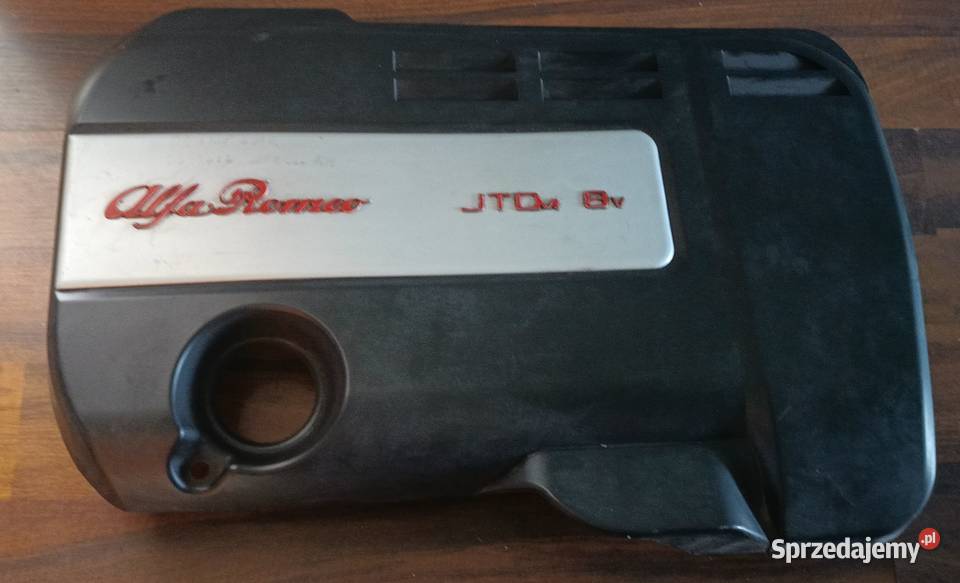 Alfa Romeo JTDM 8V
Sprzedajemy.pl